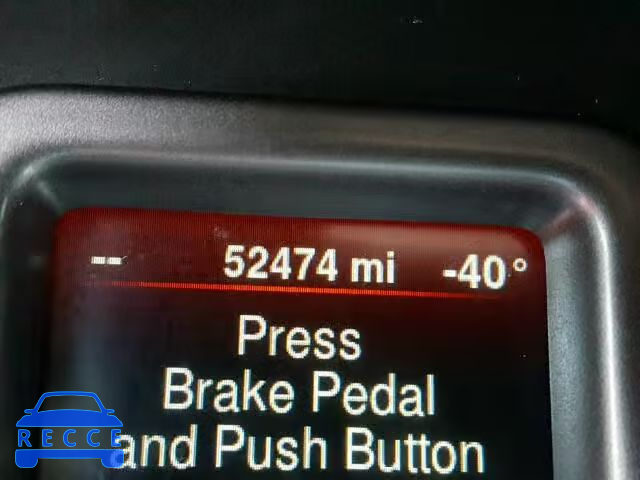 -- 52474 mi -40°
Press
Brake Pedal
and Push Button
RECCE